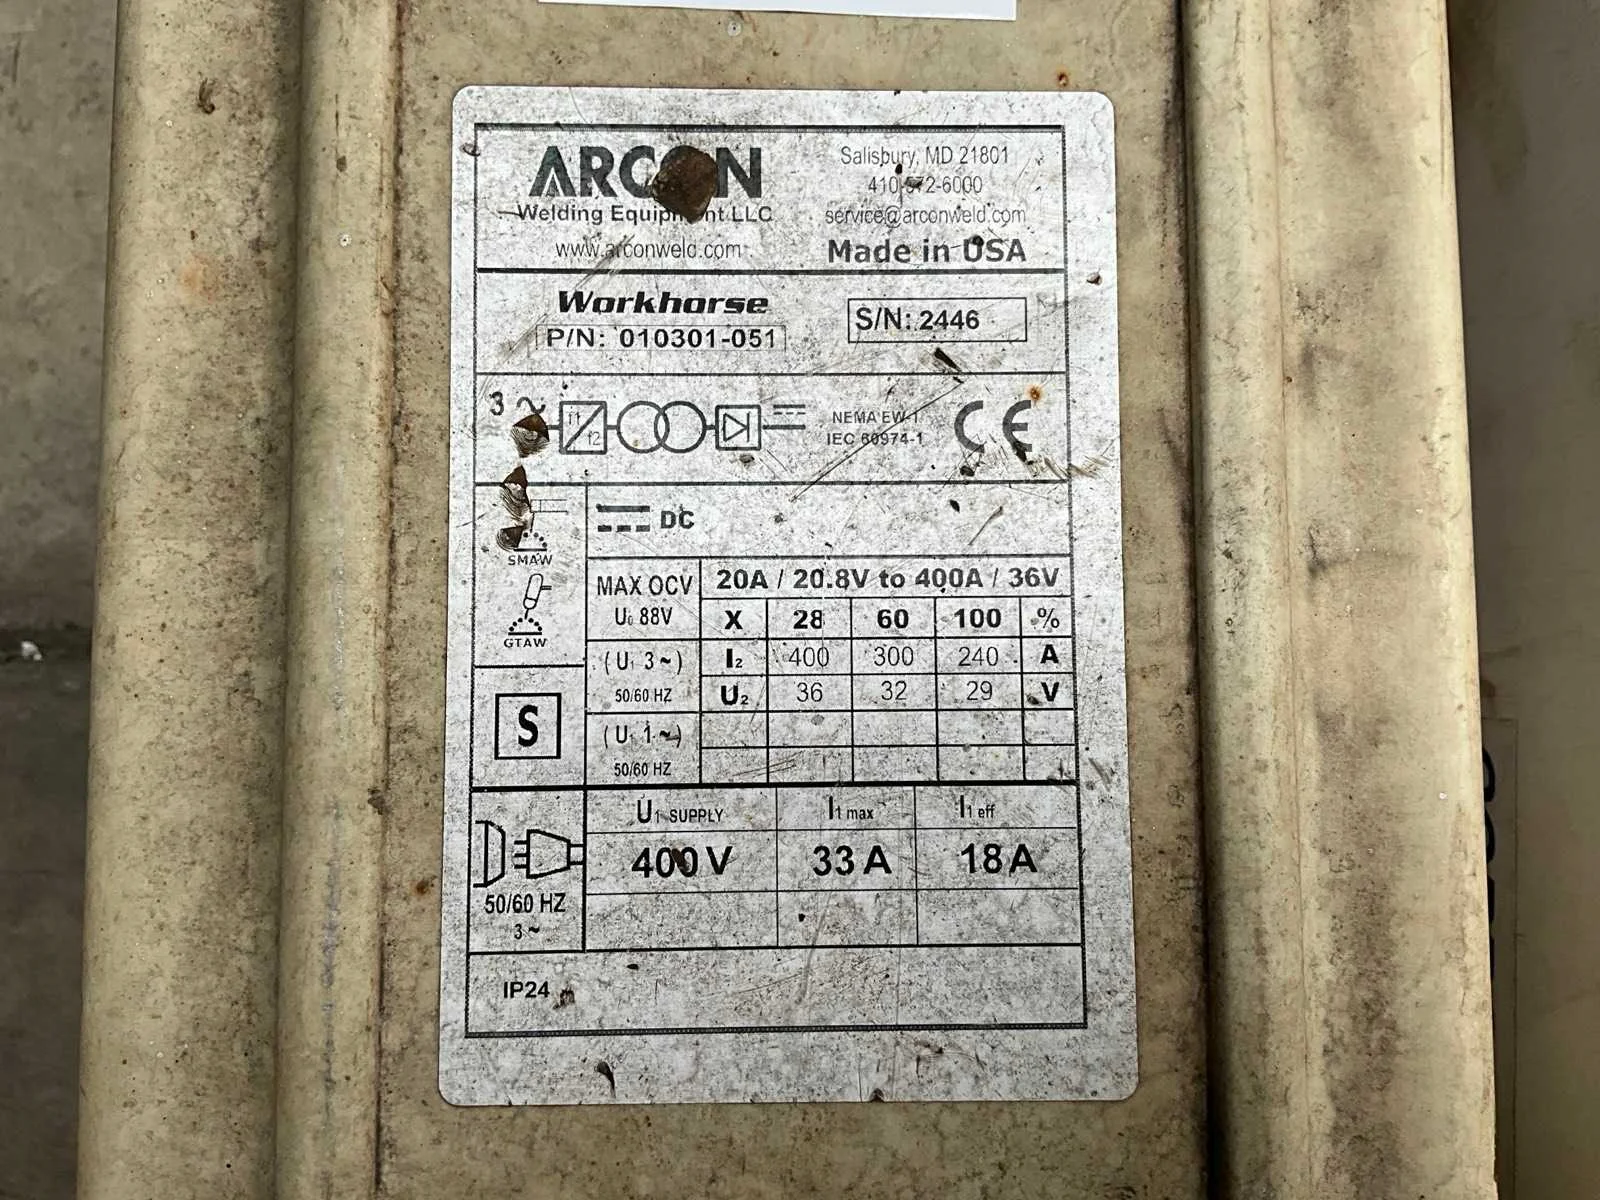 ARCON
Welding Equipment LLC
www.arconweld.com
Salisbury, MD 21801
410-572-6000
service@arconweld.com
Made in USA
Workhorse
P/N: 010301-051
S/N: 2446
3~
f1
f2
NEMA EW-1
IEC 60974-1
CE
SMAW
GTAW
S
DC
MAX OCV
U₀ 88V
20A / 20.8V to 400A / 36V
X 28 60 100 %
(U₁ 3~)
50/60 HZ
I₂ 400 300 240 A
U₂ 36 32 29 V
(U₁ 1~)
50/60 HZ
50/60 HZ
3~
U₁ SUPPLY I₁ max I₁ eff
400V 33A 18A
IP24